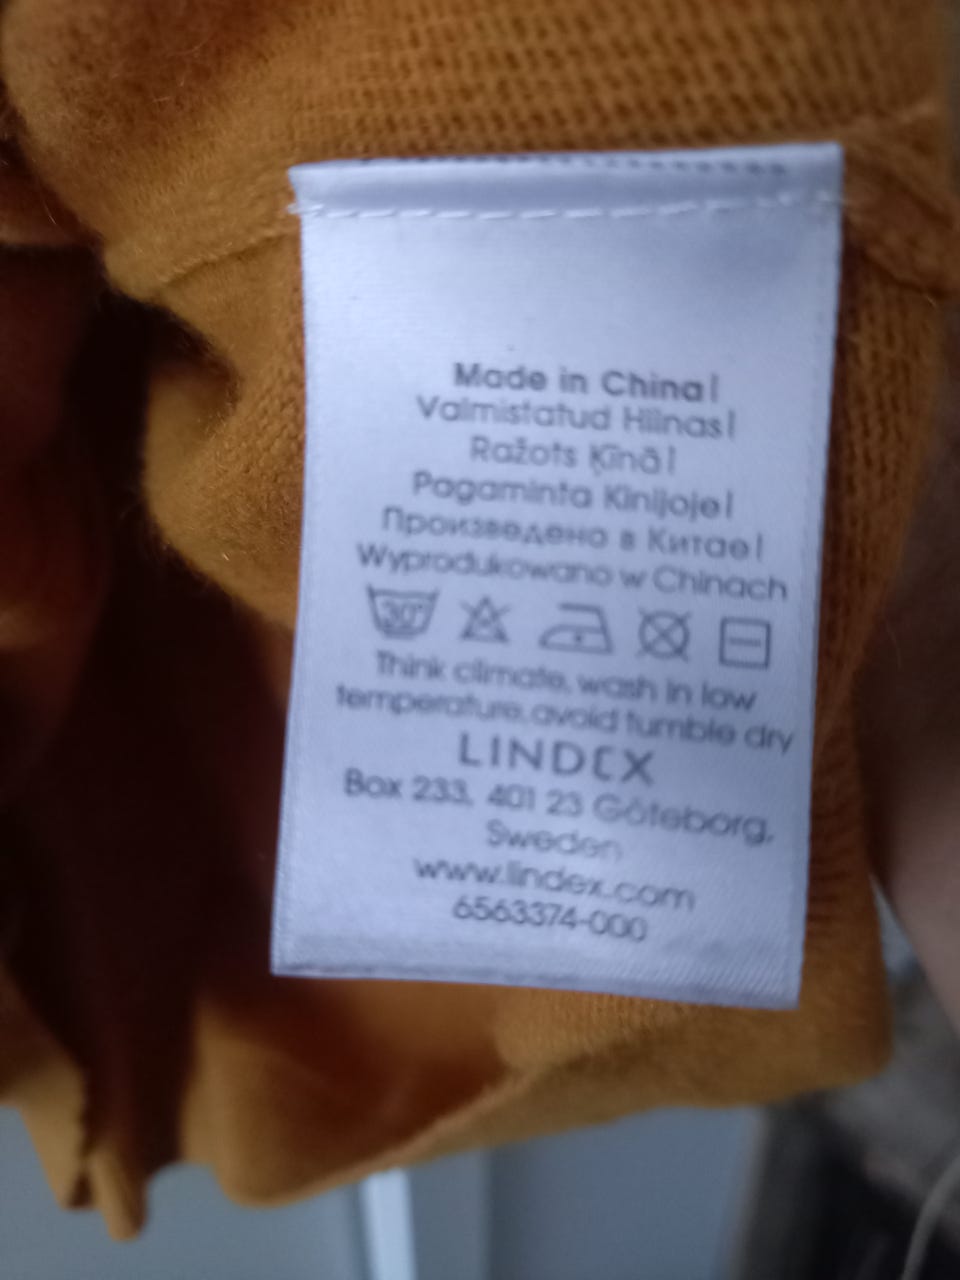 Made in China|
Valmistatud Hiinas|
Ražots Ķīnā|
Pagaminta Kinijoje|
Произведено в Китае|
Wyprodukowano w Chinach
30°
Think climate, wash in low
temperature, avoid tumble dry
LINDEX
Box 233, 401 23 Göteborg,
Sweden
www.lindex.com
6563374-000